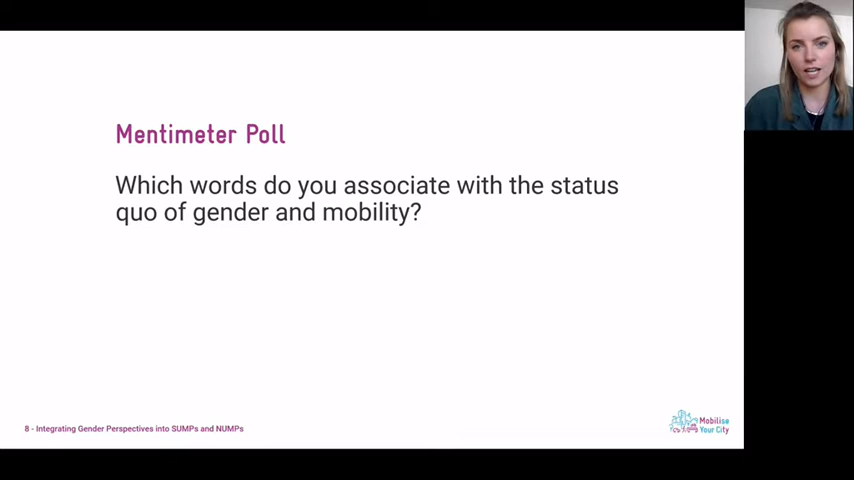 Mentimeter Poll
Which words do you associate with the status
quo of gender and mobility?
8 - Integrating Gender Perspectives into SUMPs and NUMPs
Mobilise
Your City